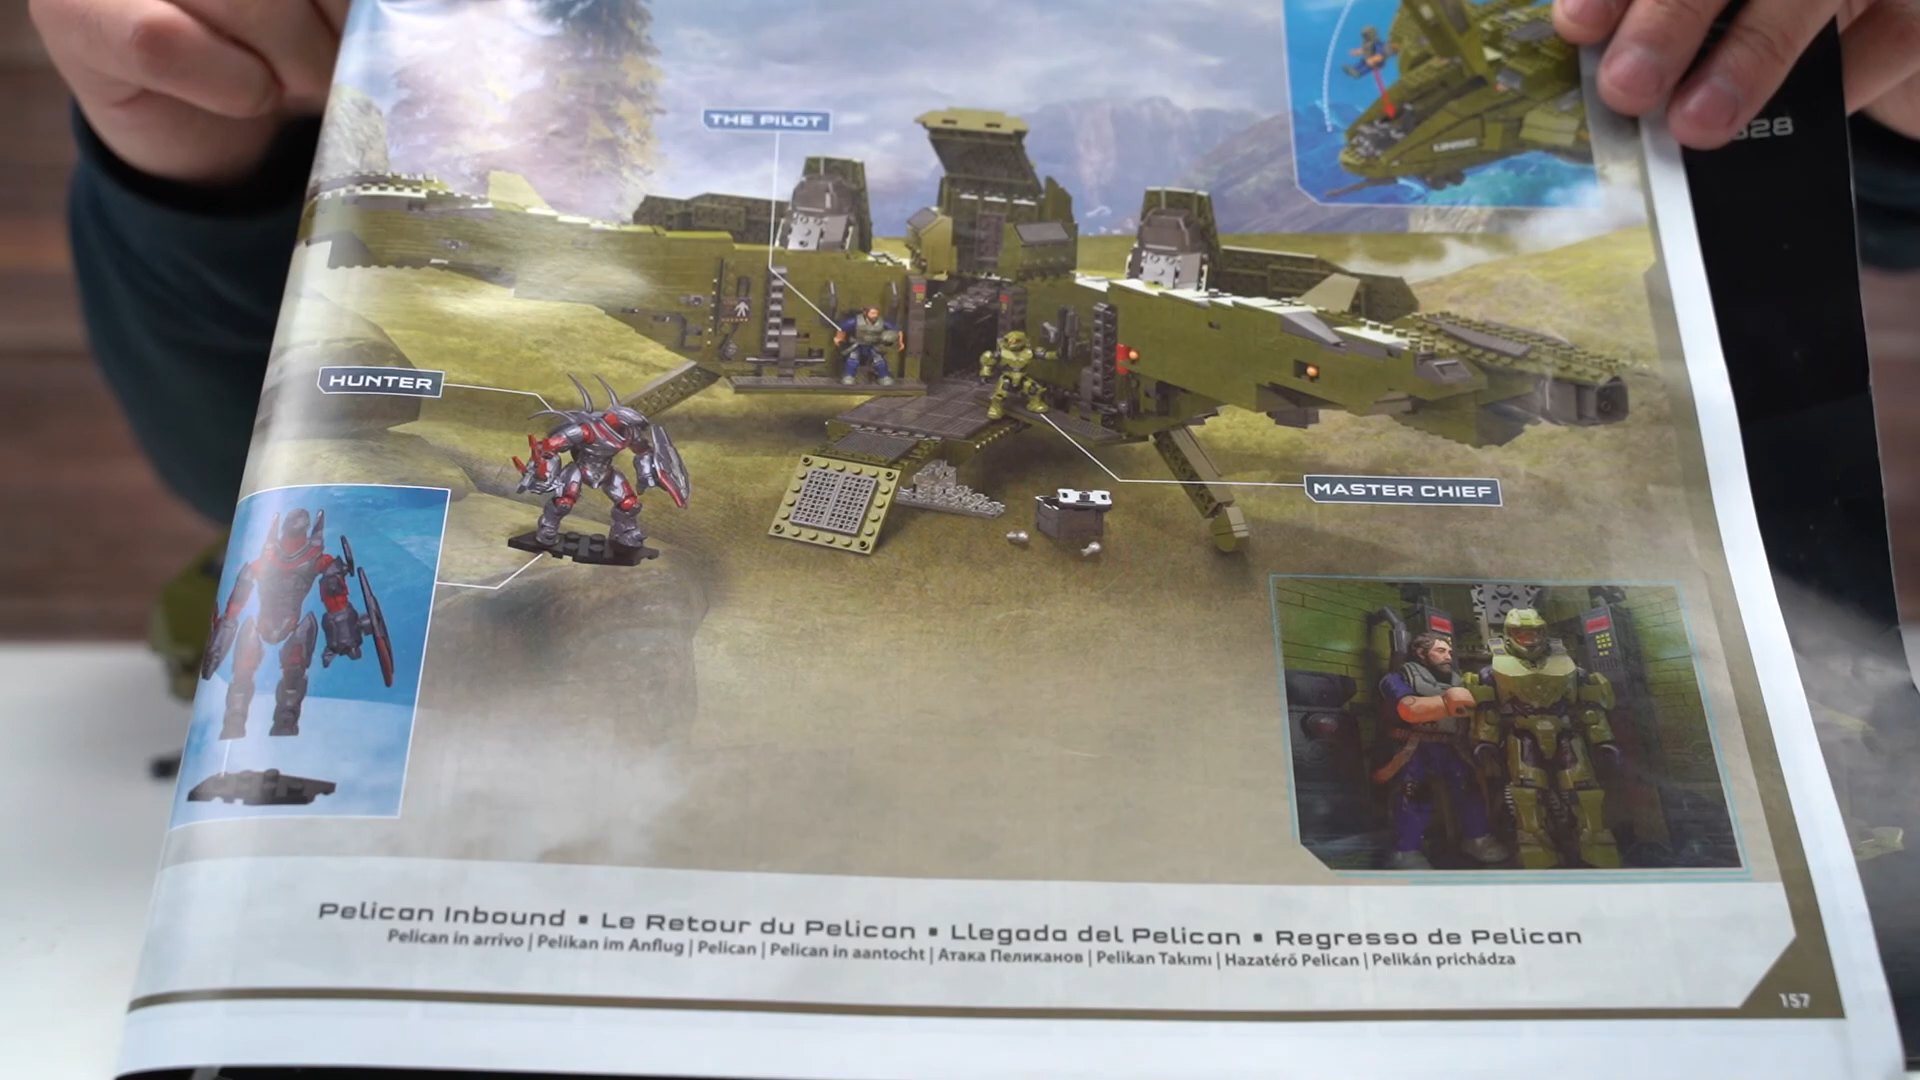 THE PILOT
328
HUNTER
MASTER CHIEF
Pelican Inbound ▪ Le Retour du Pelican ▪ Llegada del Pelican ▪ Regresso de Pelican
Pelican in arrivo | Pelikan im Anflug | Pelican | Pelican in aantocht | Атака Пеликанов | Pelikan Takımı | Hazatérő Pelican | Pelikán prichádza
157